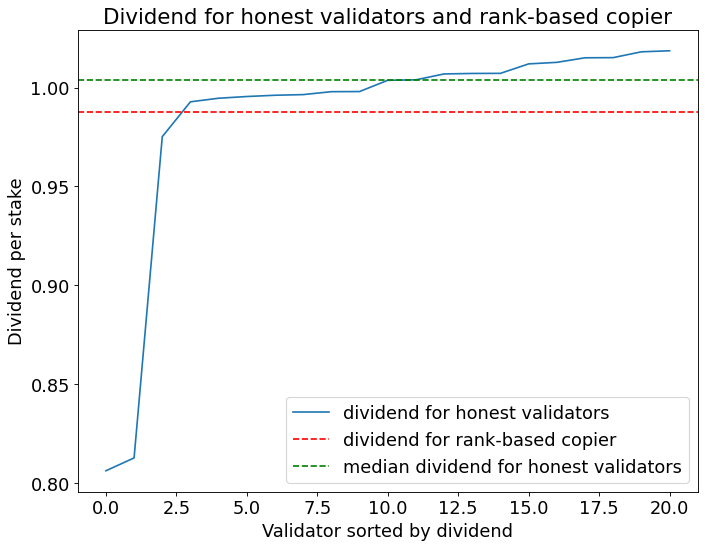 Dividend for honest validators and rank-based copier
Dividend per stake
1.00
0.95
0.90
0.85
0.80
dividend for honest validators
dividend for rank-based copier
median dividend for honest validators
0.0 2.5 5.0 7.5 10.0 12.5 15.0 17.5 20.0
Validator sorted by dividend